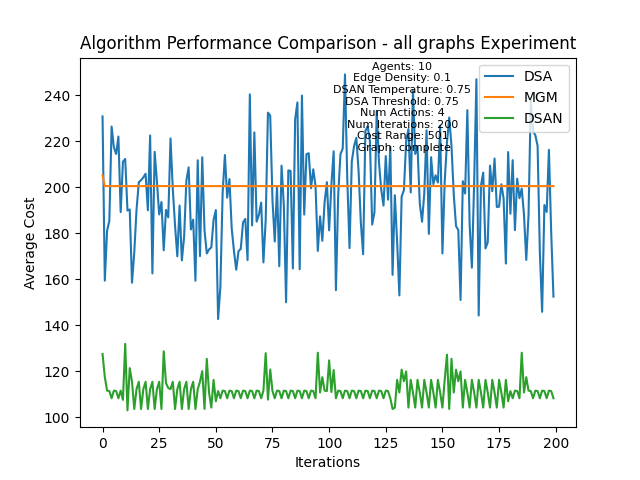 Algorithm Performance Comparison - all graphs Experiment
Agents: 10
Edge Density: 0.1
DSAN Temperature: 0.75
DSA Threshold: 0.75
Num Actions: 4
Num Iterations: 200
Cost Range: 501
Graph: complete
DSA
MGM
DSAN
Average Cost
240
220
200
180
160
140
120
100
0 25 50 75 100 125 150 175 200
Iterations